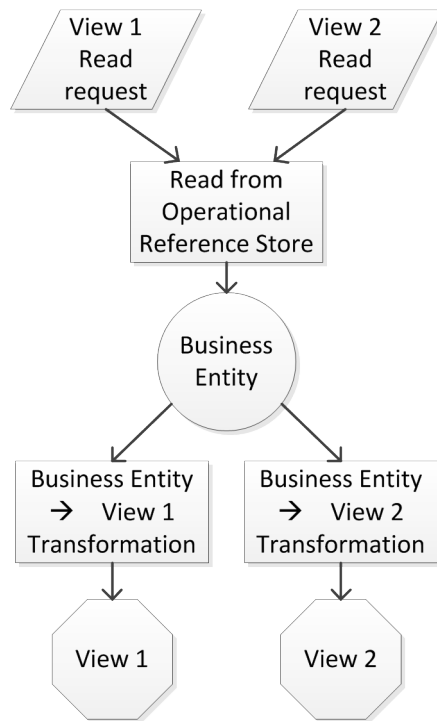 View 1
Read
request
View 2
Read
request
Read from
Operational
Reference Store
Business
Entity
Business Entity
→ View 1
Transformation
Business Entity
→ View 2
Transformation
View 1
View 2